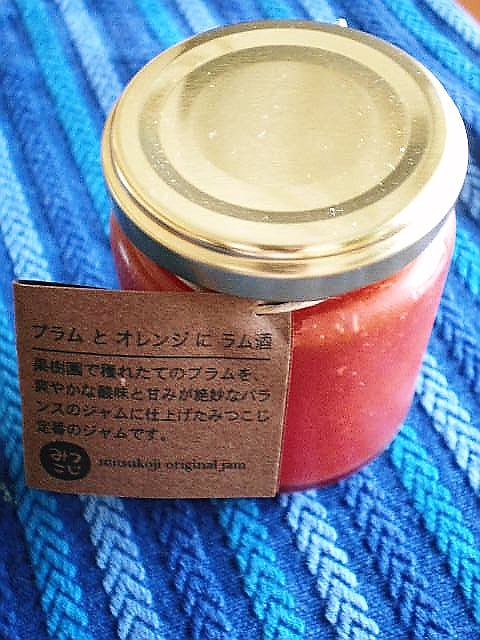 プラム と オレンジ に ラム酒
果樹園で穫れたてのプラムを、
爽やかな酸味と甘みが絶妙なバラ
ンスのジャムに仕上げたみつこじ
定番のジャムです。
みつ
こじ
mitsukoji original jam